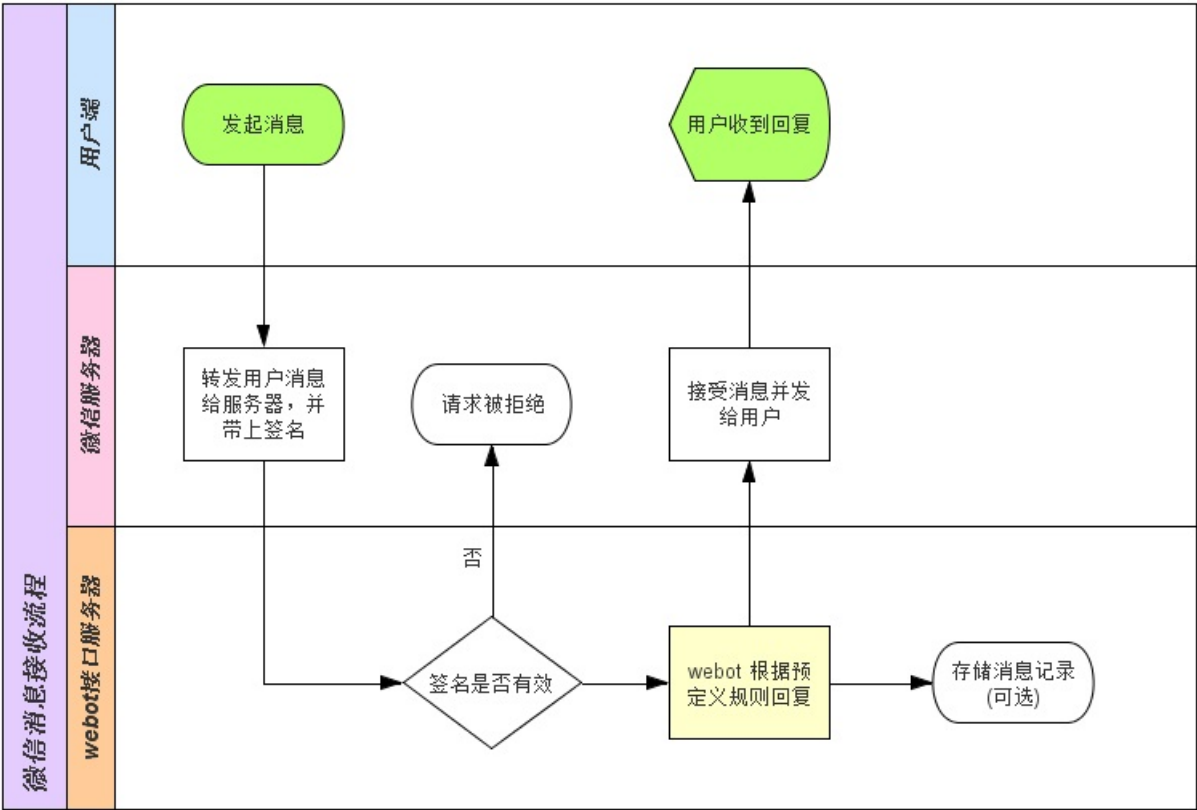 微信消息接收流程
用户端
发起消息
用户收到回复
微信服务器
转发用户消息
给服务器，并
带上签名
请求被拒绝
接受消息并发
给用户
webot接口服务器
否
签名是否有效
webot 根据预
定义规则回复
存储消息记录
(可选)